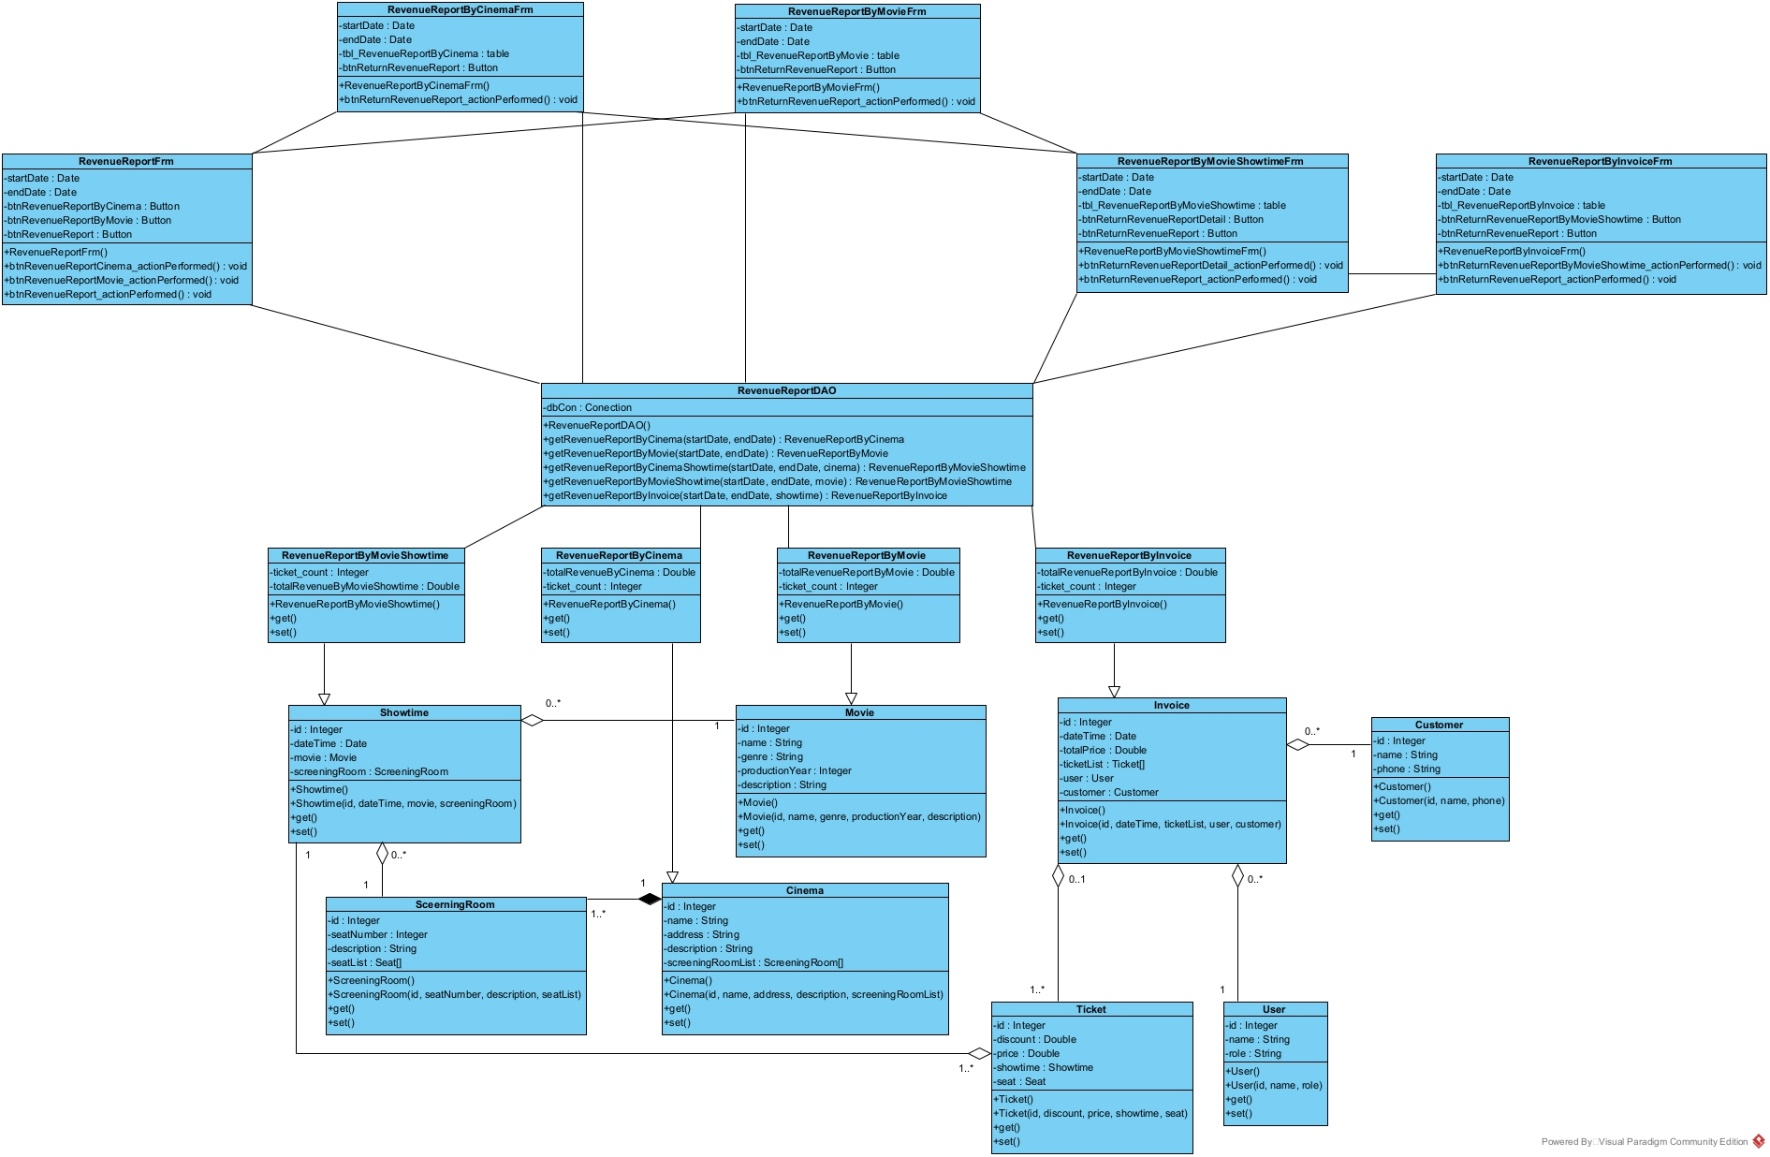 RevenueReportByCinemaFrm
-startDate : Date
-endDate : Date
-tbl_RevenueReportByCinema : table
-btnReturnRevenueReport : Button
+RevenueReportByCinemaFrm()
+btnReturnRevenueReport_actionPerformed() : void
RevenueReportByMovieFrm
-startDate : Date
-endDate : Date
-tbl_RevenueReportByMovie : table
-btnReturnRevenueReport : Button
+RevenueReportByMovieFrm()
+btnReturnRevenueReport_actionPerformed() : void
RevenueReportFrm
-startDate : Date
-endDate : Date
-btnRevenueReportByCinema : Button
-btnRevenueReportByMovie : Button
-btnRevenueReport : Button
+RevenueReportFrm()
+btnRevenueReportCinema_actionPerformed() : void
+btnRevenueReportMovie_actionPerformed() : void
+btnRevenueReport_actionPerformed() : void
RevenueReportByMovieShowtimeFrm
-startDate : Date
-endDate : Date
-tbl_RevenueReportByMovieShowtime : table
-btnReturnRevenueReportDetail : Button
-btnReturnRevenueReport : Button
+RevenueReportByMovieShowtimeFrm()
+btnReturnRevenueReportDetail_actionPerformed() : void
+btnReturnRevenueReport_actionPerformed() : void
RevenueReportByInvoiceFrm
-startDate : Date
-endDate : Date
-tbl_RevenueReportByInvoice : table
-btnReturnRevenueReportByMovieShowtime : Button
-btnReturnRevenueReport : Button
+RevenueReportByInvoiceFrm()
+btnReturnRevenueReportByMovieShowtime_actionPerformed() : void
+btnReturnRevenueReport_actionPerformed() : void
RevenueReportDAO
-dbCon : Conection
+RevenueReportDAO()
+getRevenueReportByCinema(startDate, endDate) : RevenueReportByCinema
+getRevenueReportByMovie(startDate, endDate) : RevenueReportByMovie
+getRevenueReportByCinemaShowtime(startDate, endDate, cinema) : RevenueReportByMovieShowtime
+getRevenueReportByMovieShowtime(startDate, endDate, movie) : RevenueReportByMovieShowtime
+getRevenueReportByInvoice(startDate, endDate, showtime) : RevenueReportByInvoice
RevenueReportByMovieShowtime
-ticket_count : Integer
-totalRevenueByMovieShowtime : Double
+RevenueReportByMovieShowtime()
+get()
+set()
RevenueReportByCinema
-totalRevenueByCinema : Double
-ticket_count : Integer
+RevenueReportByCinema()
+get()
+set()
RevenueReportByMovie
-totalRevenueReportByMovie : Double
-ticket_count : Integer
+RevenueReportByMovie()
+get()
+set()
RevenueReportByInvoice
-totalRevenueReportByInvoice : Double
-ticket_count : Integer
+RevenueReportByInvoice()
+get()
+set()
Showtime
-id : Integer
-dateTime : Date
-movie : Movie
-screeningRoom : ScreeningRoom
+Showtime()
+Showtime(id, dateTime, movie, screeningRoom)
+get()
+set()
0..*
1
Movie
-id : Integer
-name : String
-genre : String
-productionYear : Integer
-description : String
+Movie()
+Movie(id, name, genre, productionYear, description)
+get()
+set()
Invoice
-id : Integer
-dateTime : Date
-totalPrice : Double
-ticketList : Ticket[]
-user : User
-customer : Customer
+Invoice()
+Invoice(id, dateTime, ticketList, user, customer)
+get()
+set()
0..*
1
Customer
-id : Integer
-name : String
-phone : String
+Customer()
+Customer(id, name, phone)
+get()
+set()
1
0..*
1
SceerningRoom
-id : Integer
-seatNumber : Integer
-description : String
-seatList : Seat[]
+ScreeningRoom()
+ScreeningRoom(id, seatNumber, description, seatList)
+get()
+set()
1
1..*
Cinema
-id : Integer
-name : String
-address : String
-description : String
-screeningRoomList : ScreeningRoom[]
+Cinema()
+Cinema(id, name, address, description, screeningRoomList)
+get()
+set()
0..1
0..*
1..*
1
1..*
Ticket
-id : Integer
-discount : Double
-price : Double
-showtime : Showtime
-seat : Seat
+Ticket()
+Ticket(id, discount, price, showtime, seat)
+get()
+set()
User
-id : Integer
-name : String
-role : String
+User()
+User(id, name, role)
+get()
+set()
Powered By Visual Paradigm Community Edition